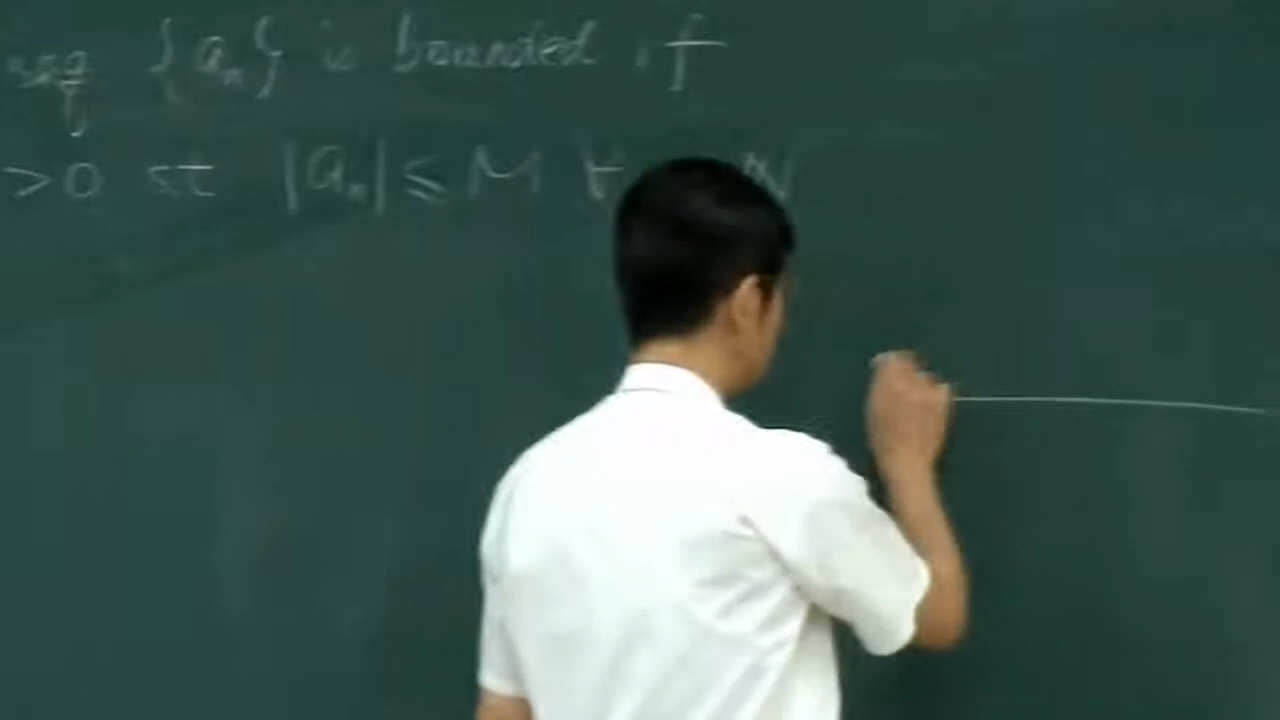 seq {aₙ} is bounded if
>0 st |aₙ| ≤ M ∀ ℕ